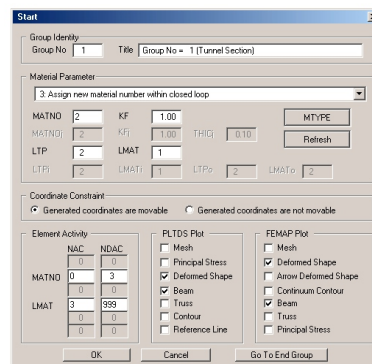 Start
Group Identity
Group No 1 Title Group No = 1 (Tunnel Section)
Material Parameter
3: Assign new material number within closed loop
MATNO 2 KF 1.00 MTYPE
MATNOj 2 KFj 1.00 THICj 0.10 Refresh
LTP 2 LMAT 1
LTPi 2 LMATi 1 LTPo 2 LMATo 2
Coordinate Constraint
Generated coordinates are movable Generated coordinates are not movable
Element Activity PLTDS Plot FEMAP Plot
NAC NDAC Mesh Mesh
0 0 Principal Stress Deformed Shape
MATNO 0 3 Deformed Shape Arrow Deformed Shape
0 0 Beam Continuum Contour
LMAT 3 999 Truss Beam
0 0 Contour Truss
0 0 Reference Line Principal Stress
OK Cancel Go To End Group